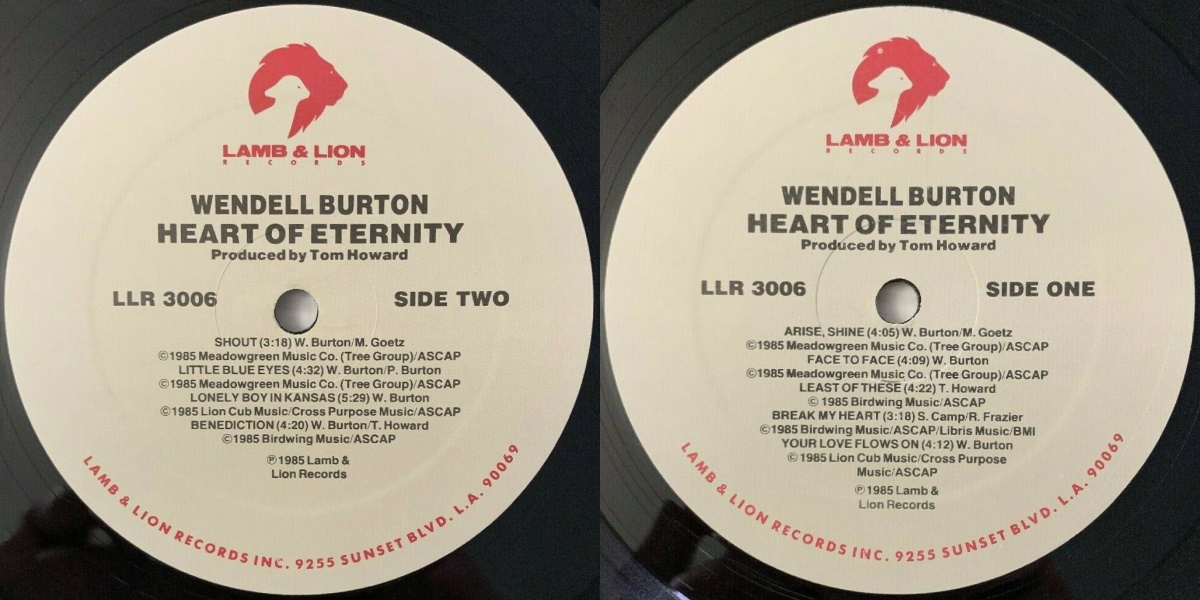 LAMB & LION
RECORDS
WENDELL BURTON
HEART OF ETERNITY
Produced by Tom Howard
LLR 3006
SIDE TWO
SHOUT (3:18) W. Burton/M. Goetz
©1985 Meadowgreen Music Co. (Tree Group)/ASCAP
LITTLE BLUE EYES (4:32) W. Burton/P. Burton
©1985 Meadowgreen Music Co. (Tree Group)/ASCAP
LONELY BOY IN KANSAS (5:29) W. Burton
©1985 Lion Cub Music/Cross Purpose Music/ASCAP
BENEDICTION (4:20) W. Burton/T. Howard
©1985 Birdwing Music/ASCAP
℗1985 Lamb &
Lion Records
LAMB & LION RECORDS INC. 9255 SUNSET BLVD. L.A. 90069
LAMB & LION
RECORDS
WENDELL BURTON
HEART OF ETERNITY
Produced by Tom Howard
LLR 3006
SIDE ONE
ARISE, SHINE (4:05) W. Burton/M. Goetz
©1985 Meadowgreen Music Co. (Tree Group)/ASCAP
FACE TO FACE (4:09) W. Burton
©1985 Meadowgreen Music Co. (Tree Group)/ASCAP
LEAST OF THESE (4:22) T. Howard
© 1985 Birdwing Music/ASCAP
BREAK MY HEART (3:18) S. Camp/R. Frazier
©1985 Birdwing Music/ASCAP/Libris Music/BMI
YOUR LOVE FLOWS ON (4:12) W. Burton
© 1985 Lion Cub Music/Cross Purpose
Music/ASCAP
℗ 1985 Lamb &
Lion Records
LAMB & LION RECORDS INC. 9255 SUNSET BLVD. L.A. 90069